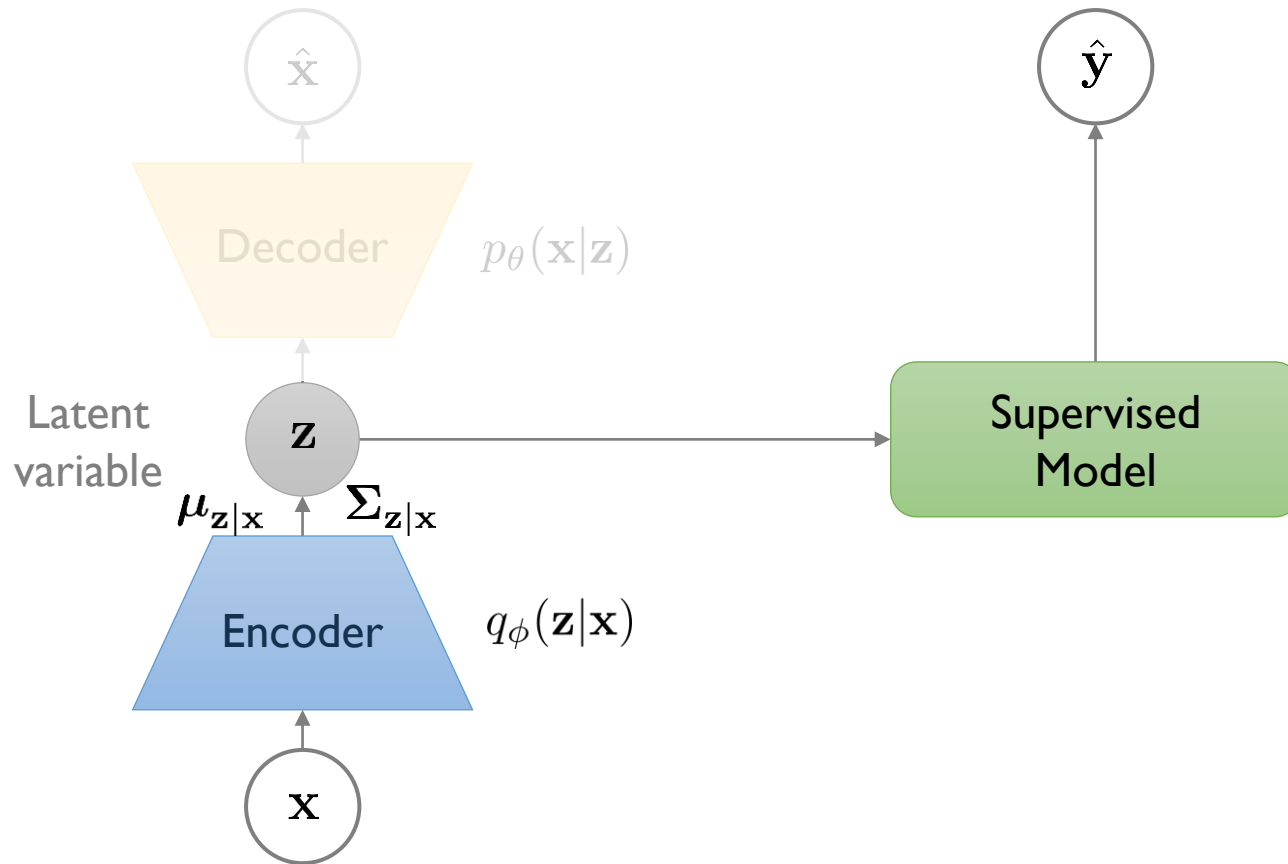 x̂
ŷ
Decoder
p_θ(x|z)
Latent
variable
z
Supervised
Model
μ_z|x
Σ_z|x
Encoder
q_ϕ(z|x)
x